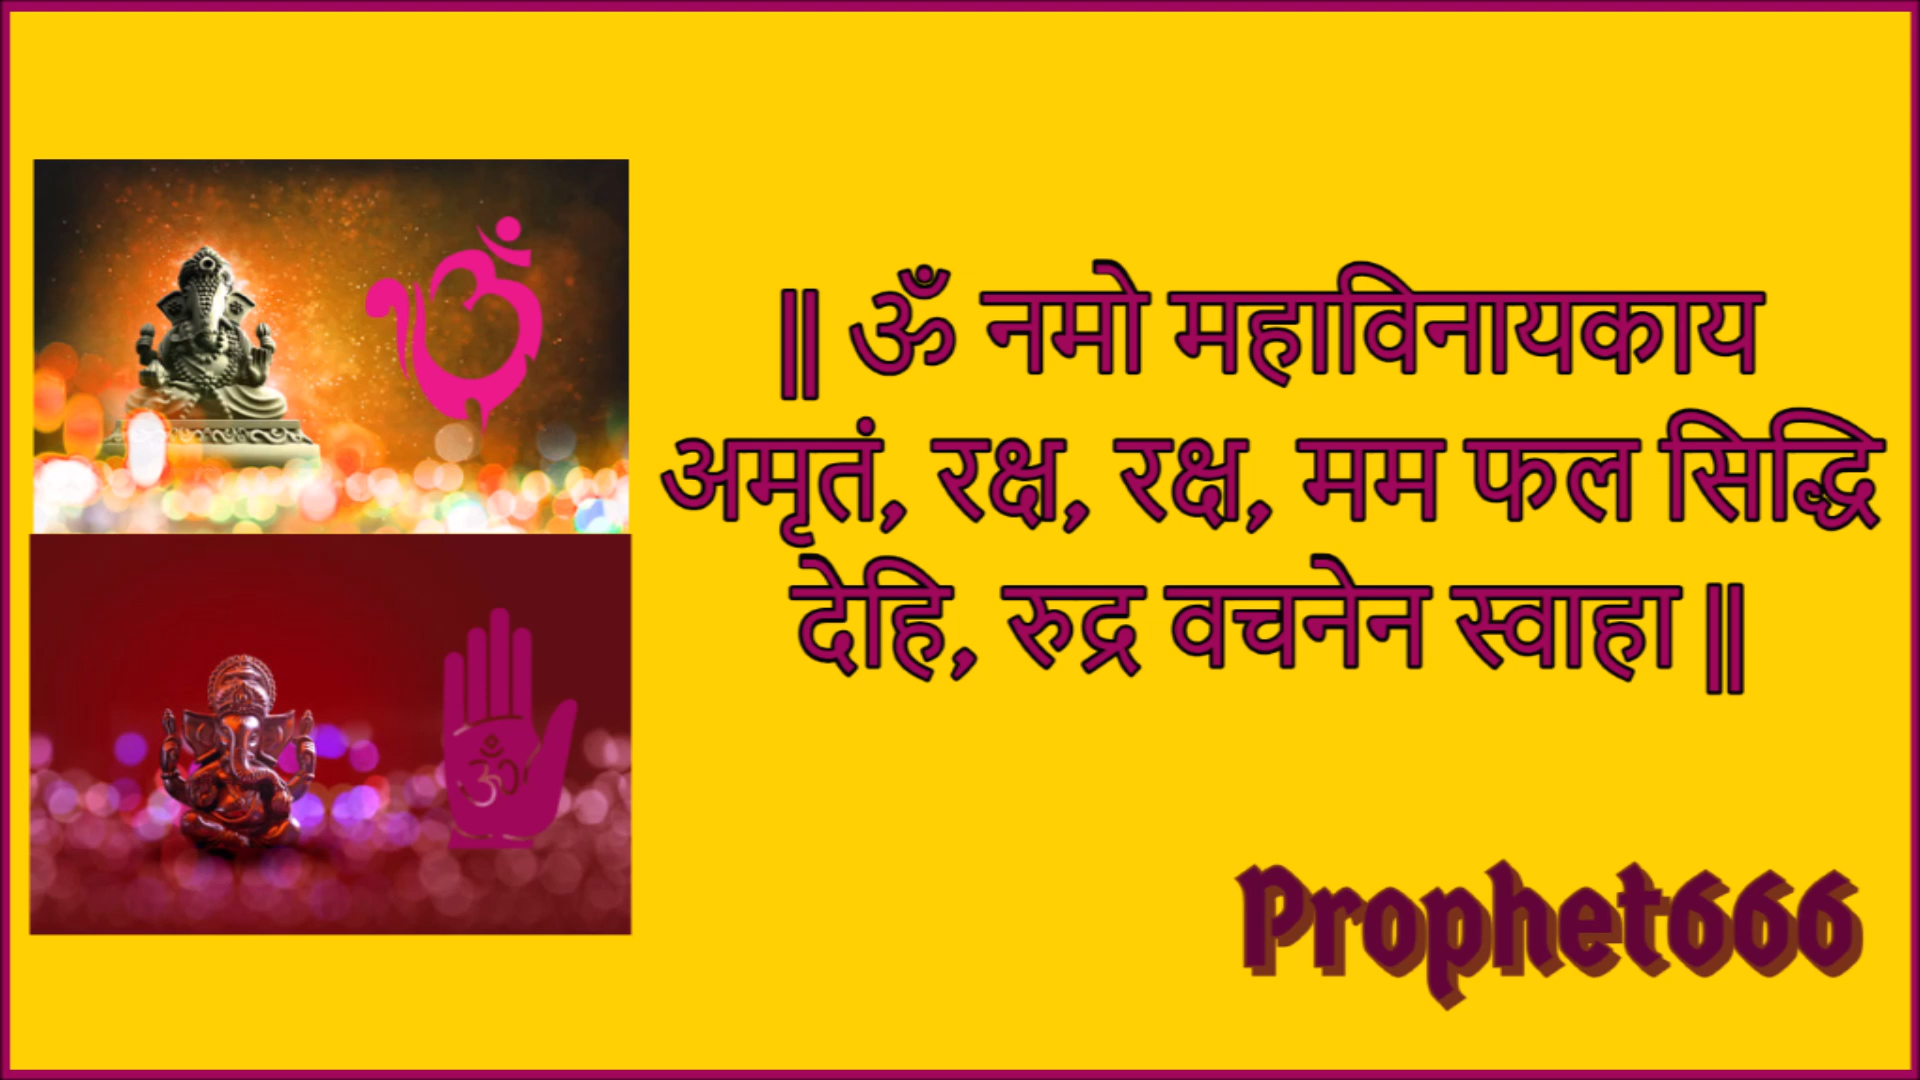 ॥ ॐ नमो महाविनायकाय
अमृतं, रक्ष, रक्ष, मम फल सिद्धि
देहि, रुद्र वचनेन स्वाहा ॥
Prophet666